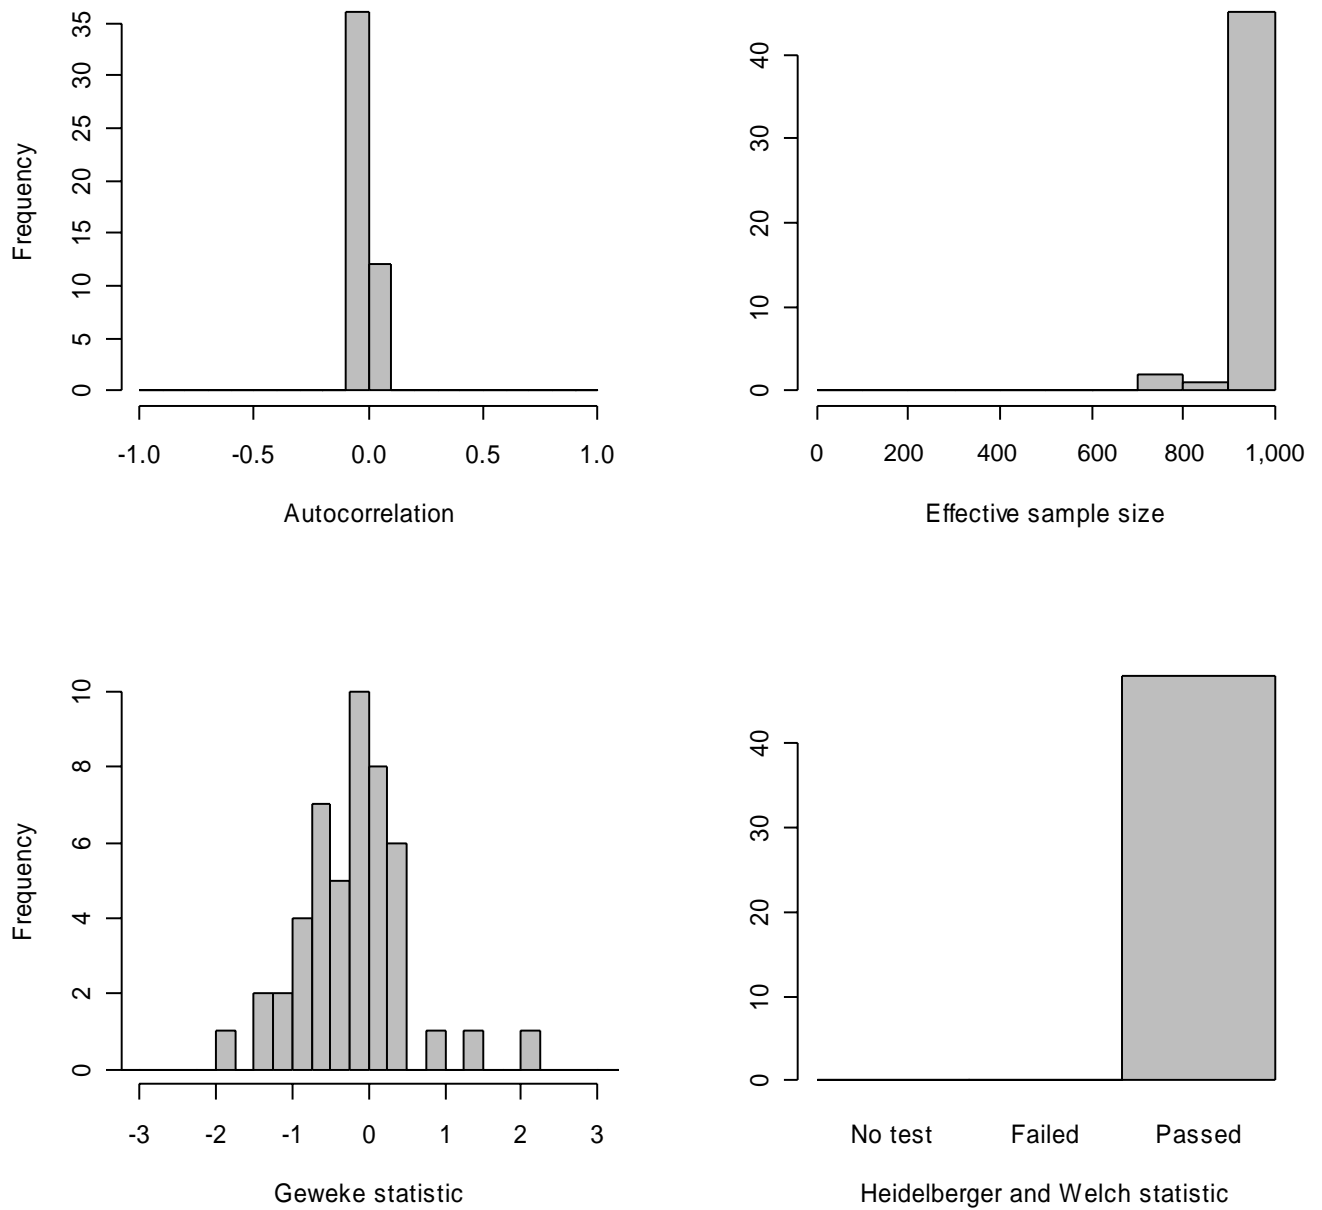 Frequency
35
30
25
20
15
10
5
0
-1.0 -0.5 0.0 0.5 1.0
Autocorrelation
40
30
20
10
0
0 200 400 600 800 1,000
Effective sample size
Frequency
10
8
6
4
2
0
-3 -2 -1 0 1 2 3
Geweke statistic
40
30
20
10
0
No test Failed Passed
Heidelberger and Welch statistic